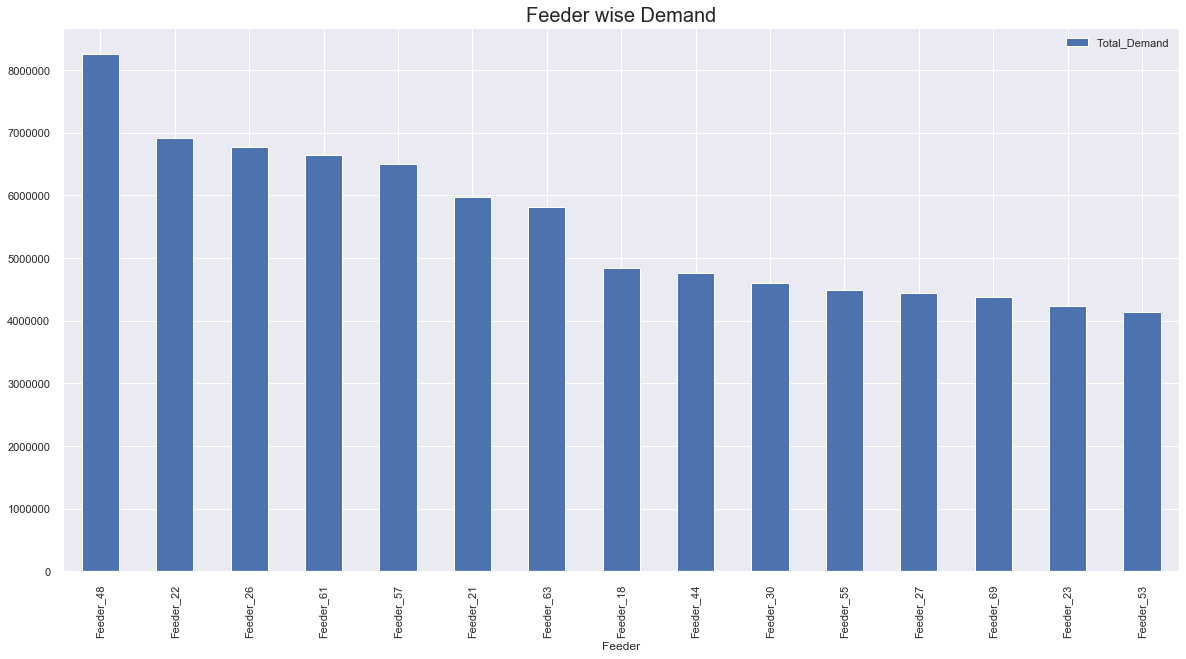 Feeder wise Demand
Total_Demand
8000000
7000000
6000000
5000000
4000000
3000000
2000000
1000000
0
Feeder_48
Feeder_22
Feeder_26
Feeder_61
Feeder_57
Feeder_21
Feeder_63
Feeder_18
Feeder_44
Feeder_30
Feeder_55
Feeder_27
Feeder_69
Feeder_23
Feeder_53
Feeder